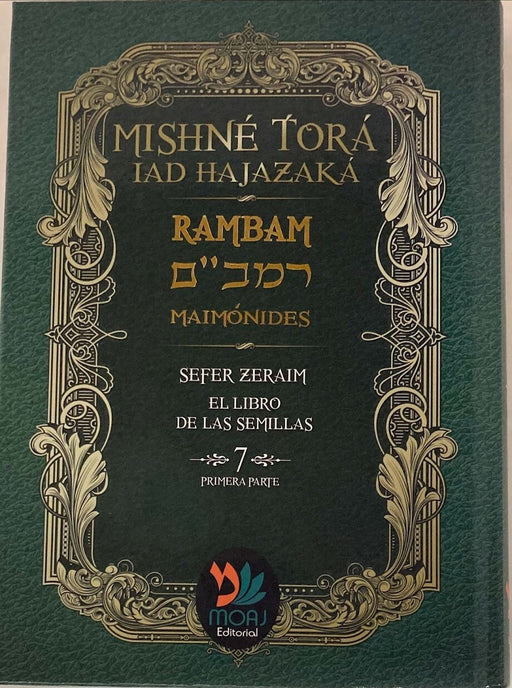 MISHNÉ TORÁ
IAD HAJAZAKÁ
RAMBAM
רמב"ם
MAIMÓNIDES
SEFER ZERAIM
EL LIBRO
DE LAS SEMILLAS
7
PRIMERA PARTE
MOAJ
Editorial